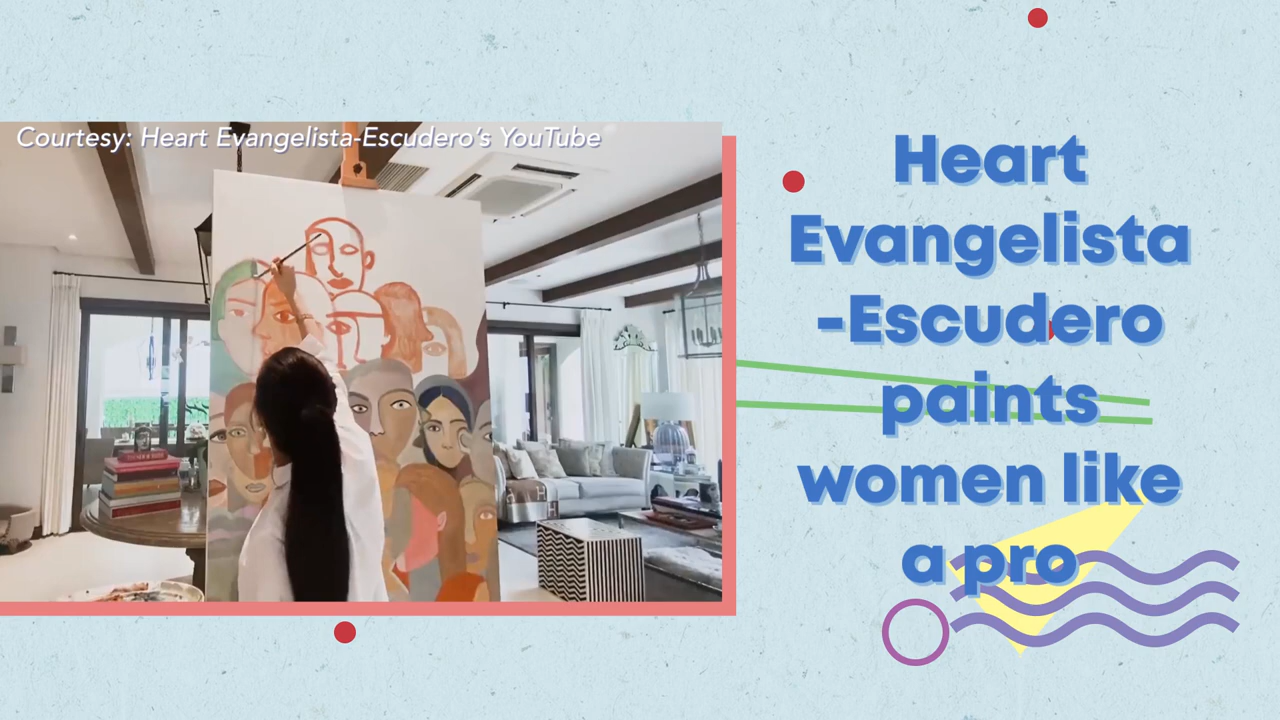 Courtesy: Heart Evangelista-Escudero's YouTube
Heart
Evangelista
-Escudero
paints
women like
a pro